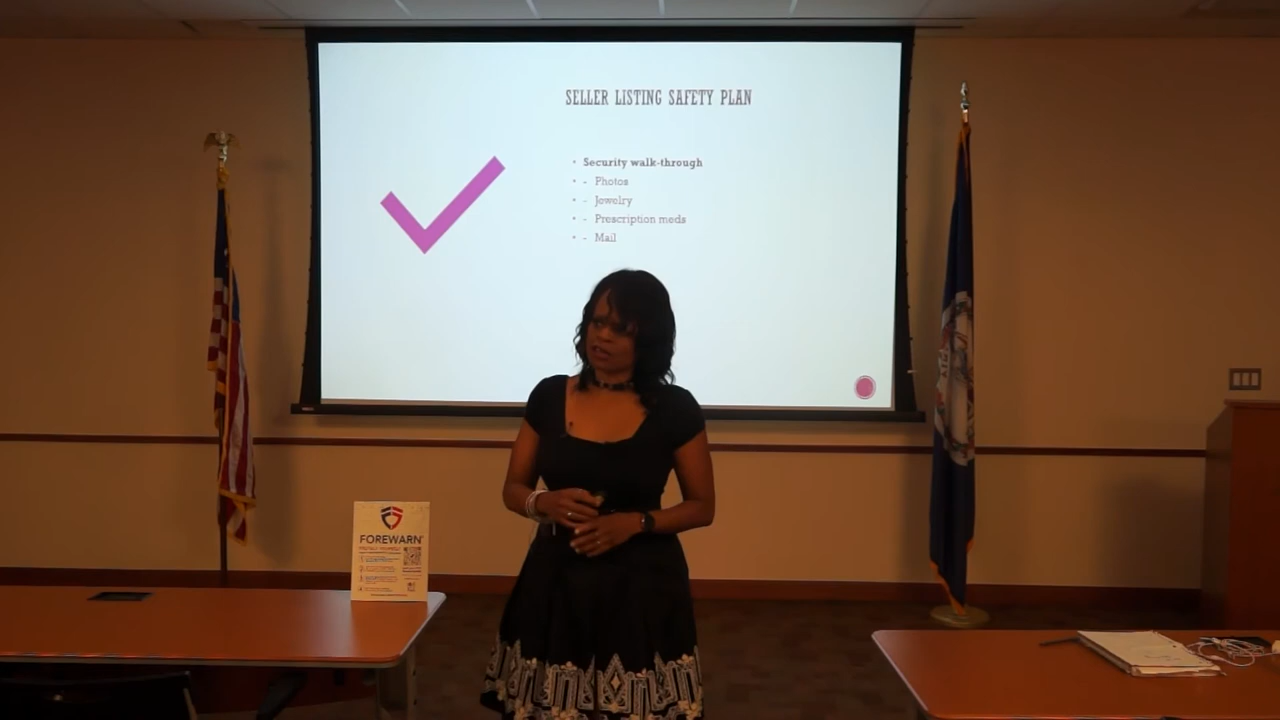 SELLER LISTING SAFETY PLAN
• Security walk-through
• - Photos
• - Jewelry
• - Prescription meds
• - Mail
FOREWARN